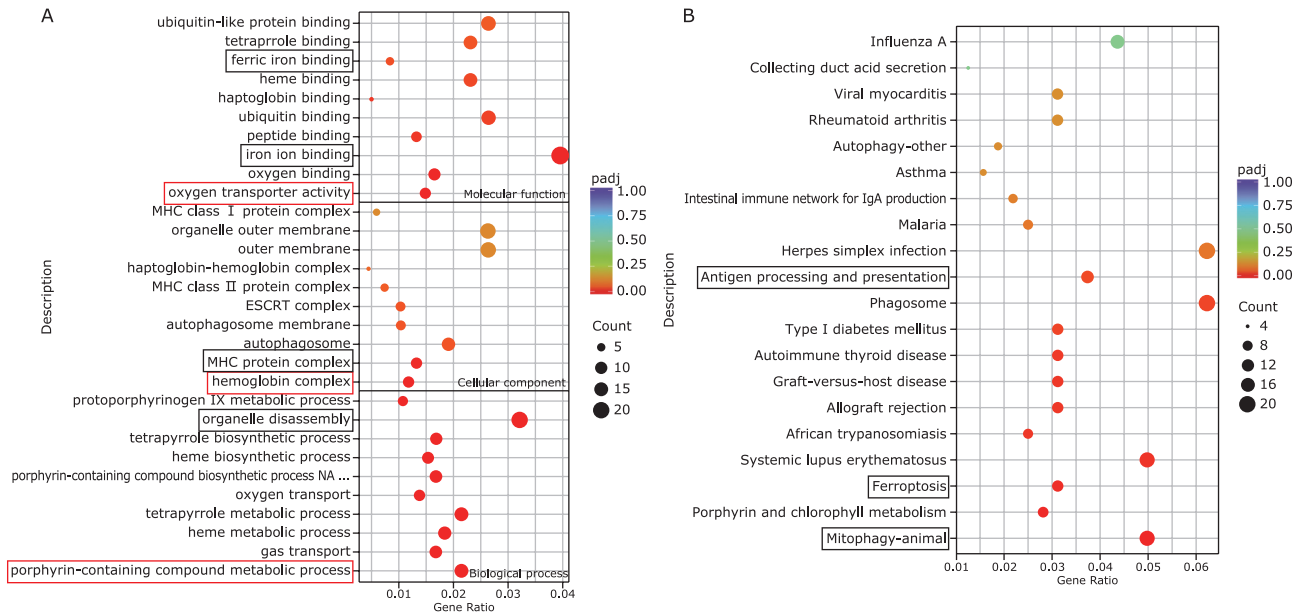 A
ubiquitin-like protein binding
tetraprrole binding
ferric iron binding
heme binding
haptoglobin binding
ubiquitin binding
peptide binding
iron ion binding
oxygen binding
oxygen transporter activity
Molecular function
MHC class I protein complex
organelle outer membrane
outer membrane
haptoglobin-hemoglobin complex
MHC class II protein complex
ESCRT complex
autophagosome membrane
autophagosome
MHC protein complex
hemoglobin complex
Cellular component
protoporphyrinogen IX metabolic process
organelle disassembly
tetrapyrrole biosynthetic process
heme biosynthetic process
porphyrin-containing compound biosynthetic process NA ...
oxygen transport
tetrapyrrole metabolic process
heme metabolic process
gas transport
porphyrin-containing compound metabolic process
Biological process
Description
0.01 0.02 0.03 0.04
Gene Ratio
padj
1.00
0.75
0.50
0.25
0.00
Count
5
10
15
20
B
Influenza A
Collecting duct acid secretion
Viral myocarditis
Rheumatoid arthritis
Autophagy-other
Asthma
Intestinal immune network for IgA production
Malaria
Herpes simplex infection
Antigen processing and presentation
Phagosome
Type I diabetes mellitus
Autoimmune thyroid disease
Graft-versus-host disease
Allograft rejection
African trypanosomiasis
Systemic lupus erythematosus
Ferroptosis
Porphyrin and chlorophyll metabolism
Mitophagy-animal
Description
0.01 0.02 0.03 0.04 0.05 0.06
Gene Ratio
padj
1.00
0.75
0.50
0.25
0.00
Count
4
8
12
16
20